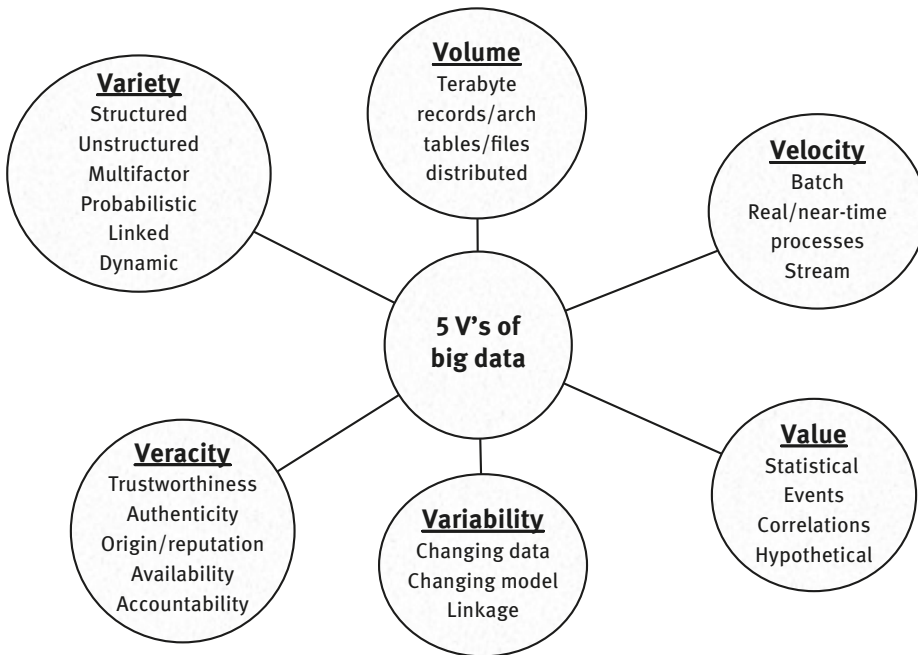 Volume
Terabyte
records/arch
tables/files
distributed
Variety
Structured
Unstructured
Multifactor
Probabilistic
Linked
Dynamic
Velocity
Batch
Real/near-time
processes
Stream
5 V’s of
big data
Veracity
Trustworthiness
Authenticity
Origin/reputation
Availability
Accountability
Variability
Changing data
Changing model
Linkage
Value
Statistical
Events
Correlations
Hypothetical